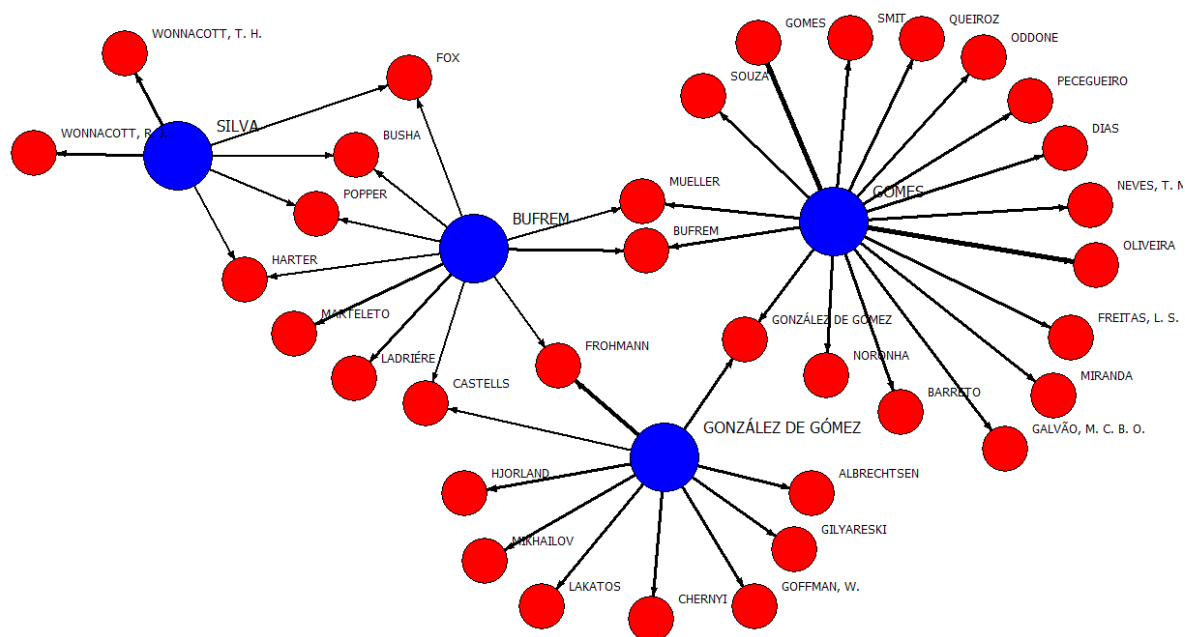 GOMES
SMIT
QUEIROZ
ODDONE
WONNACOTT, T. H.
FOX
SOUZA
PECEGUEIRO
SILVA
WONNACOTT, R. J.
BUSHA
DIAS
MUELLER
GOMES
NEVES, T. M
POPPER
BUFREM
BUFREM
OLIVEIRA
HARTER
MARTELETO
GONZÁLEZ DE GÓMEZ
FREITAS, L. S.
LADRIÉRE
FROHMANN
NORONHA
MIRANDA
CASTELLS
BARRETO
GONZÁLEZ DE GÓMEZ
GALVÃO, M. C. B. O.
HJORLAND
ALBRECHTSEN
MIKHAILOV
GILYARESKI
LAKATOS
CHERNYI
GOFFMAN, W.